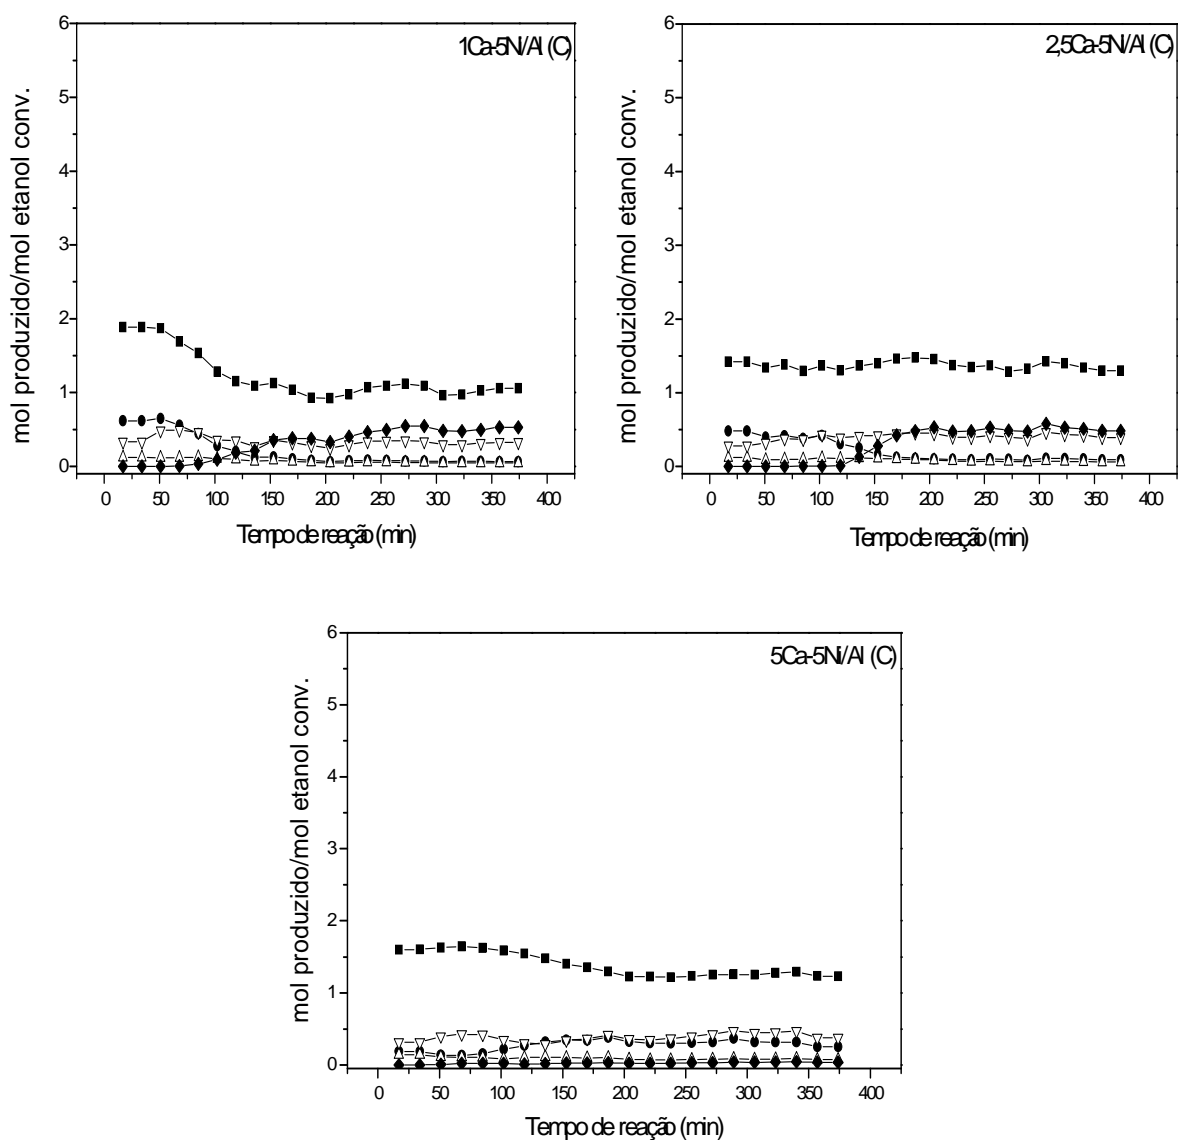 1Ca-5Ni/Al (C)
mol produzido/mol etanol conv.
6
5
4
3
2
1
0
0 50 100 150 200 250 300 350 400
Tempo de reação (min)
2,5Ca-5Ni/Al (C)
mol produzido/mol etanol conv.
6
5
4
3
2
1
0
0 50 100 150 200 250 300 350 400
Tempo de reação (min)
5Ca-5Ni/Al (C)
mol produzido/mol etanol conv.
6
5
4
3
2
1
0
0 50 100 150 200 250 300 350 400
Tempo de reação (min)